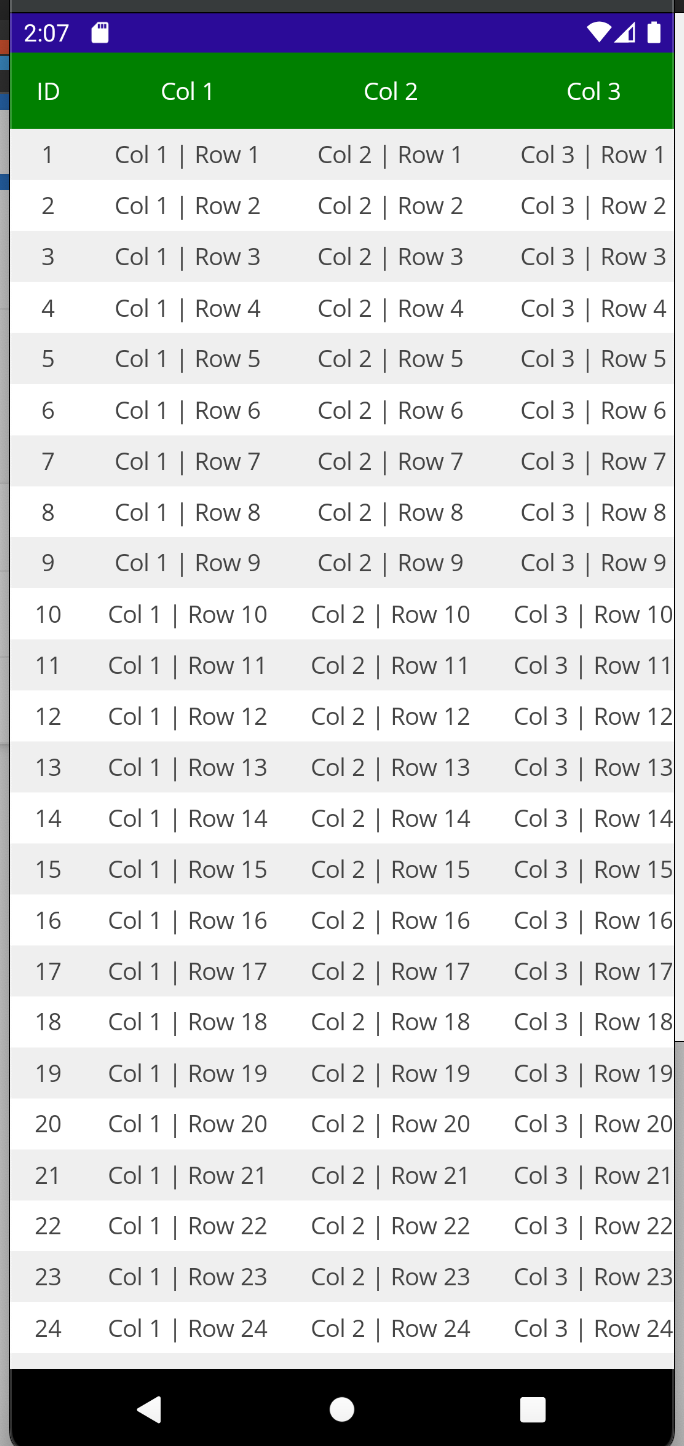 2:07
ID Col 1 Col 2 Col 3
1 Col 1 | Row 1 Col 2 | Row 1 Col 3 | Row 1
2 Col 1 | Row 2 Col 2 | Row 2 Col 3 | Row 2
3 Col 1 | Row 3 Col 2 | Row 3 Col 3 | Row 3
4 Col 1 | Row 4 Col 2 | Row 4 Col 3 | Row 4
5 Col 1 | Row 5 Col 2 | Row 5 Col 3 | Row 5
6 Col 1 | Row 6 Col 2 | Row 6 Col 3 | Row 6
7 Col 1 | Row 7 Col 2 | Row 7 Col 3 | Row 7
8 Col 1 | Row 8 Col 2 | Row 8 Col 3 | Row 8
9 Col 1 | Row 9 Col 2 | Row 9 Col 3 | Row 9
10 Col 1 | Row 10 Col 2 | Row 10 Col 3 | Row 10
11 Col 1 | Row 11 Col 2 | Row 11 Col 3 | Row 11
12 Col 1 | Row 12 Col 2 | Row 12 Col 3 | Row 12
13 Col 1 | Row 13 Col 2 | Row 13 Col 3 | Row 13
14 Col 1 | Row 14 Col 2 | Row 14 Col 3 | Row 14
15 Col 1 | Row 15 Col 2 | Row 15 Col 3 | Row 15
16 Col 1 | Row 16 Col 2 | Row 16 Col 3 | Row 16
17 Col 1 | Row 17 Col 2 | Row 17 Col 3 | Row 17
18 Col 1 | Row 18 Col 2 | Row 18 Col 3 | Row 18
19 Col 1 | Row 19 Col 2 | Row 19 Col 3 | Row 19
20 Col 1 | Row 20 Col 2 | Row 20 Col 3 | Row 20
21 Col 1 | Row 21 Col 2 | Row 21 Col 3 | Row 21
22 Col 1 | Row 22 Col 2 | Row 22 Col 3 | Row 22
23 Col 1 | Row 23 Col 2 | Row 23 Col 3 | Row 23
24 Col 1 | Row 24 Col 2 | Row 24 Col 3 | Row 24